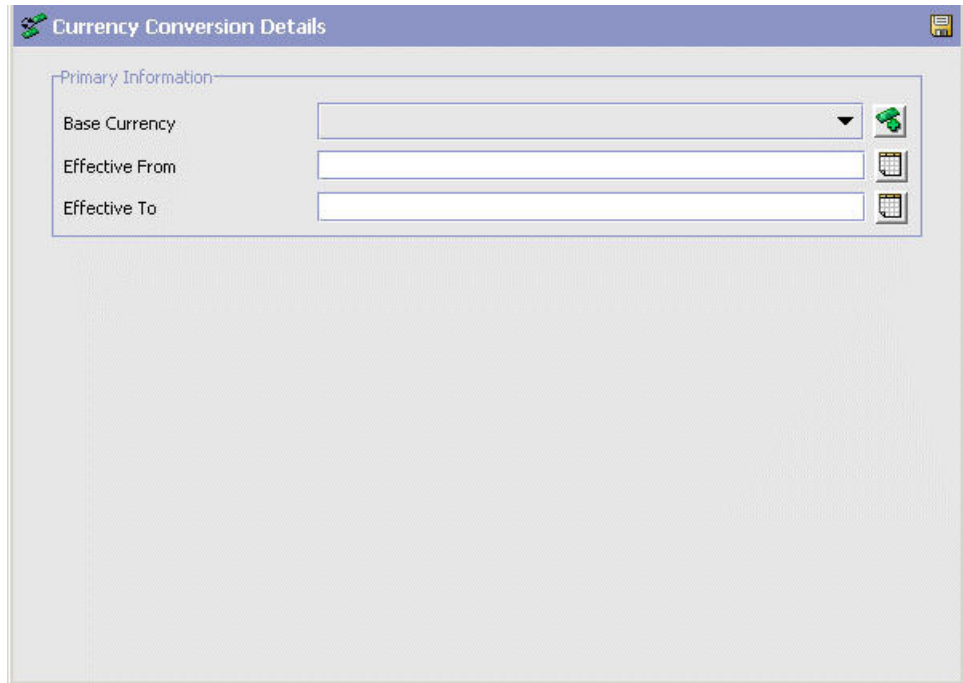 Currency Conversion Details
Primary Information
Base Currency
Effective From
Effective To